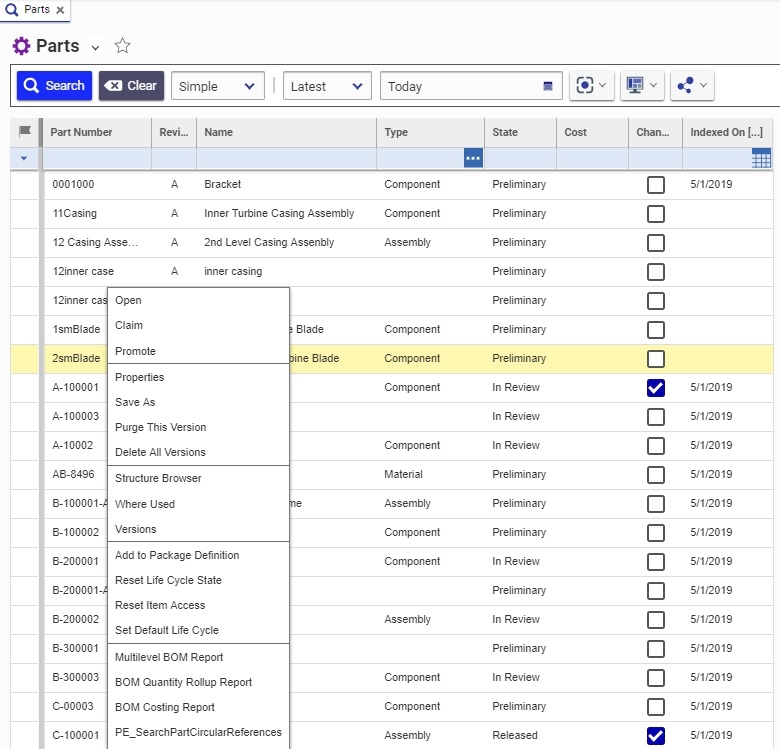 Parts
Parts
Search Clear Simple Latest Today
Part Number Revi... Name Type State Cost Chan... Indexed On [...]
0001000 A Bracket Component Preliminary 5/1/2019
11Casing A Inner Turbine Casing Assembly Component Preliminary
12 Casing Asse... A 2nd Level Casing Assenbly Assembly Preliminary
12inner case A inner casing Preliminary
12inner cas Preliminary
1smBlade e Blade Component Preliminary
2smBlade bine Blade Component Preliminary
A-100001 Component In Review 5/1/2019
A-100003 In Review 5/1/2019
A-10002 Component In Review 5/1/2019
AB-8496 Material Preliminary 5/1/2019
B-100001-A me Assembly Preliminary 5/1/2019
B-100002 Component Preliminary 5/1/2019
B-200001 Component In Review 5/1/2019
B-200001-A Preliminary 5/1/2019
B-200002 Assembly In Review 5/1/2019
B-300001 Preliminary 5/1/2019
B-300003 Component In Review 5/1/2019
C-00003 Component Preliminary 5/1/2019
C-100001 Assembly Released 5/1/2019
Open
Claim
Promote
Properties
Save As
Purge This Version
Delete All Versions
Structure Browser
Where Used
Versions
Add to Package Definition
Reset Life Cycle State
Reset Item Access
Set Default Life Cycle
Multilevel BOM Report
BOM Quantity Rollup Report
BOM Costing Report
PE_SearchPartCircularReferences